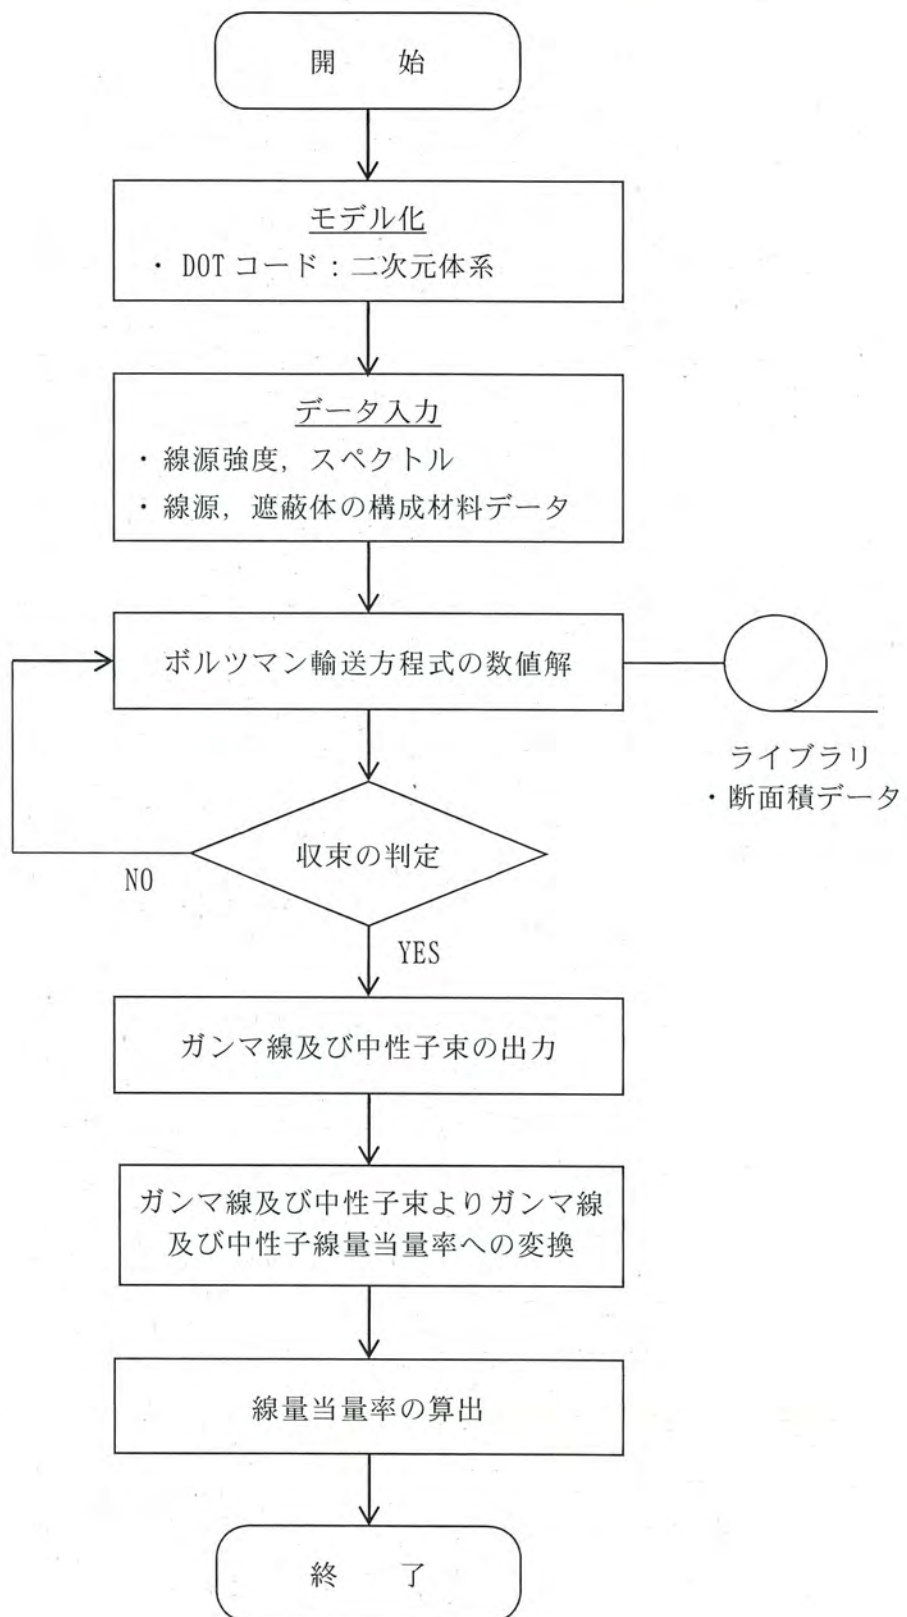 開　始
モデル化
・ DOT コード：二次元体系
データ入力
・線源強度，スペクトル
・線源，遮蔽体の構成材料データ
ボルツマン輸送方程式の数値解
ライブラリ
・断面積データ
収束の判定
NO
YES
ガンマ線及び中性子束の出力
ガンマ線及び中性子束よりガンマ線
及び中性子線量当量率への変換
線量当量率の算出
終　了